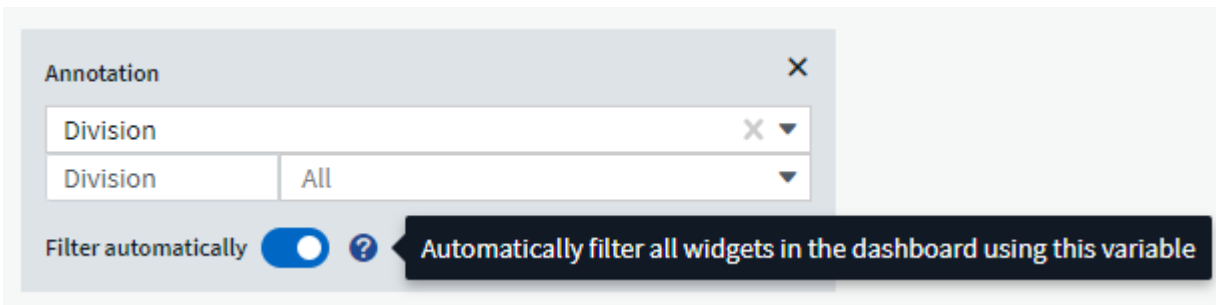 Annotation
Division
Division All
Filter automatically ? Automatically filter all widgets in the dashboard using this variable